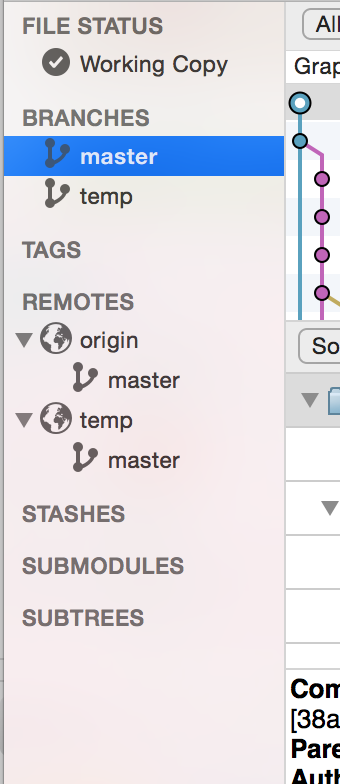 FILE STATUS
Working Copy
BRANCHES
master
temp
TAGS
REMOTES
origin
master
temp
master
STASHES
SUBMODULES
SUBTREES
All
Grap
So
Com
[38a
Pare
Auth